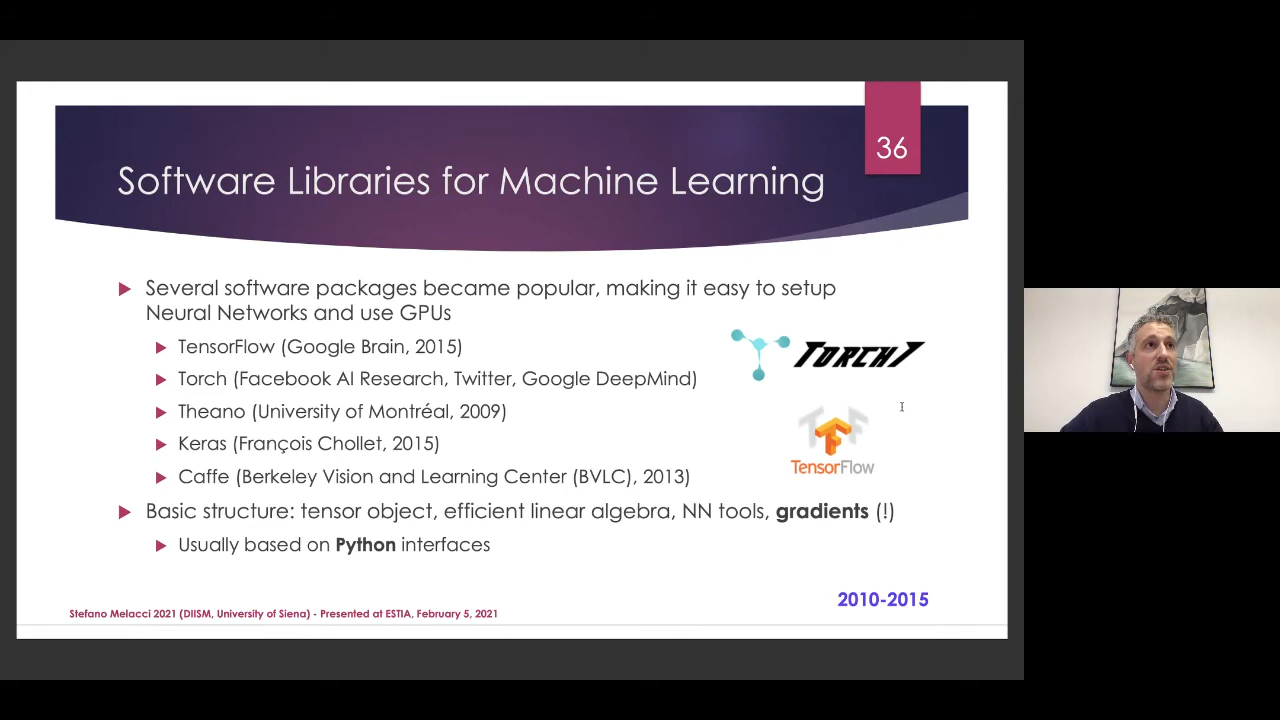 36
Software Libraries for Machine Learning
Several software packages became popular, making it easy to setup
Neural Networks and use GPUs
TensorFlow (Google Brain, 2015)
Torch (Facebook AI Research, Twitter, Google DeepMind)
Theano (University of Montréal, 2009)
Keras (François Chollet, 2015)
Caffe (Berkeley Vision and Learning Center (BVLC), 2013)
TORCH7
TF
TensorFlow
Basic structure: tensor object, efficient linear algebra, NN tools, gradients (!)
Usually based on Python interfaces
2010-2015
Stefano Melacci 2021 (DIISM, University of Siena) - Presented at ESTIA, February 5, 2021